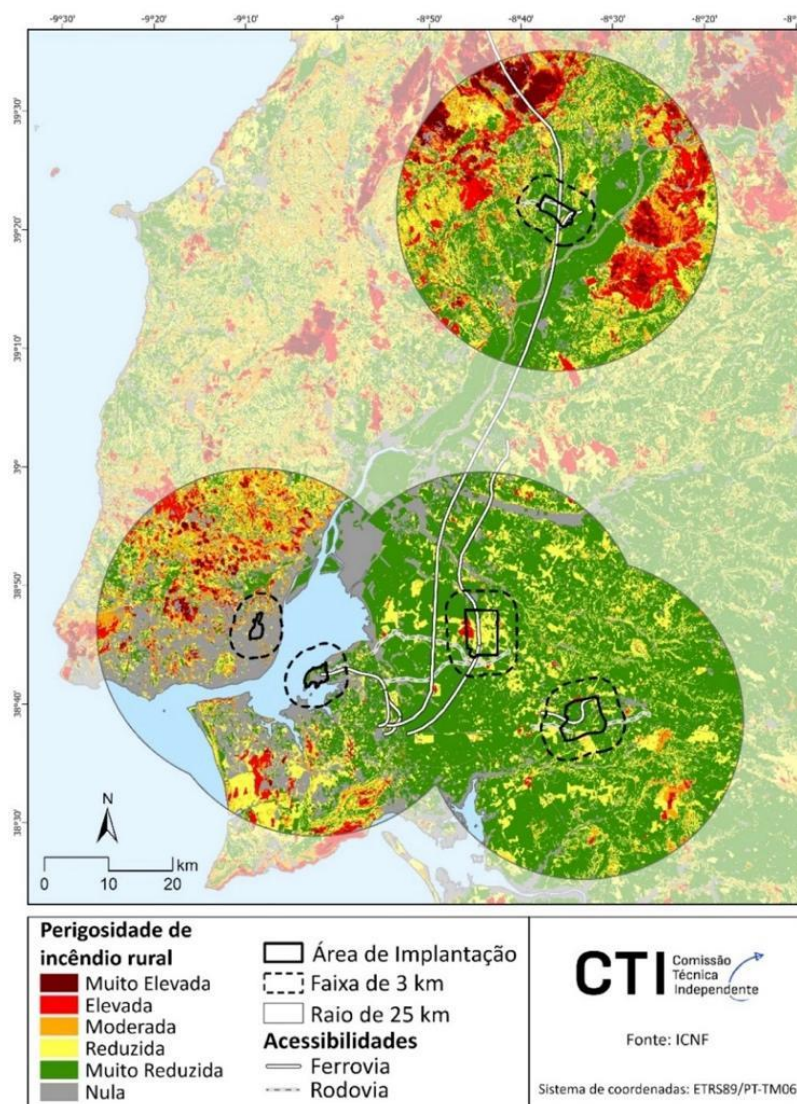 -9°30'
-9°20'
-9°10'
-9°
-8°50'
-8°40'
-8°30'
-8°20'
39°30'
39°20'
39°10'
39°
38°50'
38°40'
38°30'
N
km
0 10 20
Perigosidade de
incêndio rural
Muito Elevada
Elevada
Moderada
Reduzida
Muito Reduzida
Nula
Área de Implantação
Faixa de 3 km
Raio de 25 km
Acessibilidades
Ferrovia
Rodovia
CTI
Comissão
Técnica
Independente
Fonte: ICNF
Sistema de coordenadas: ETRS89/PT-TM06